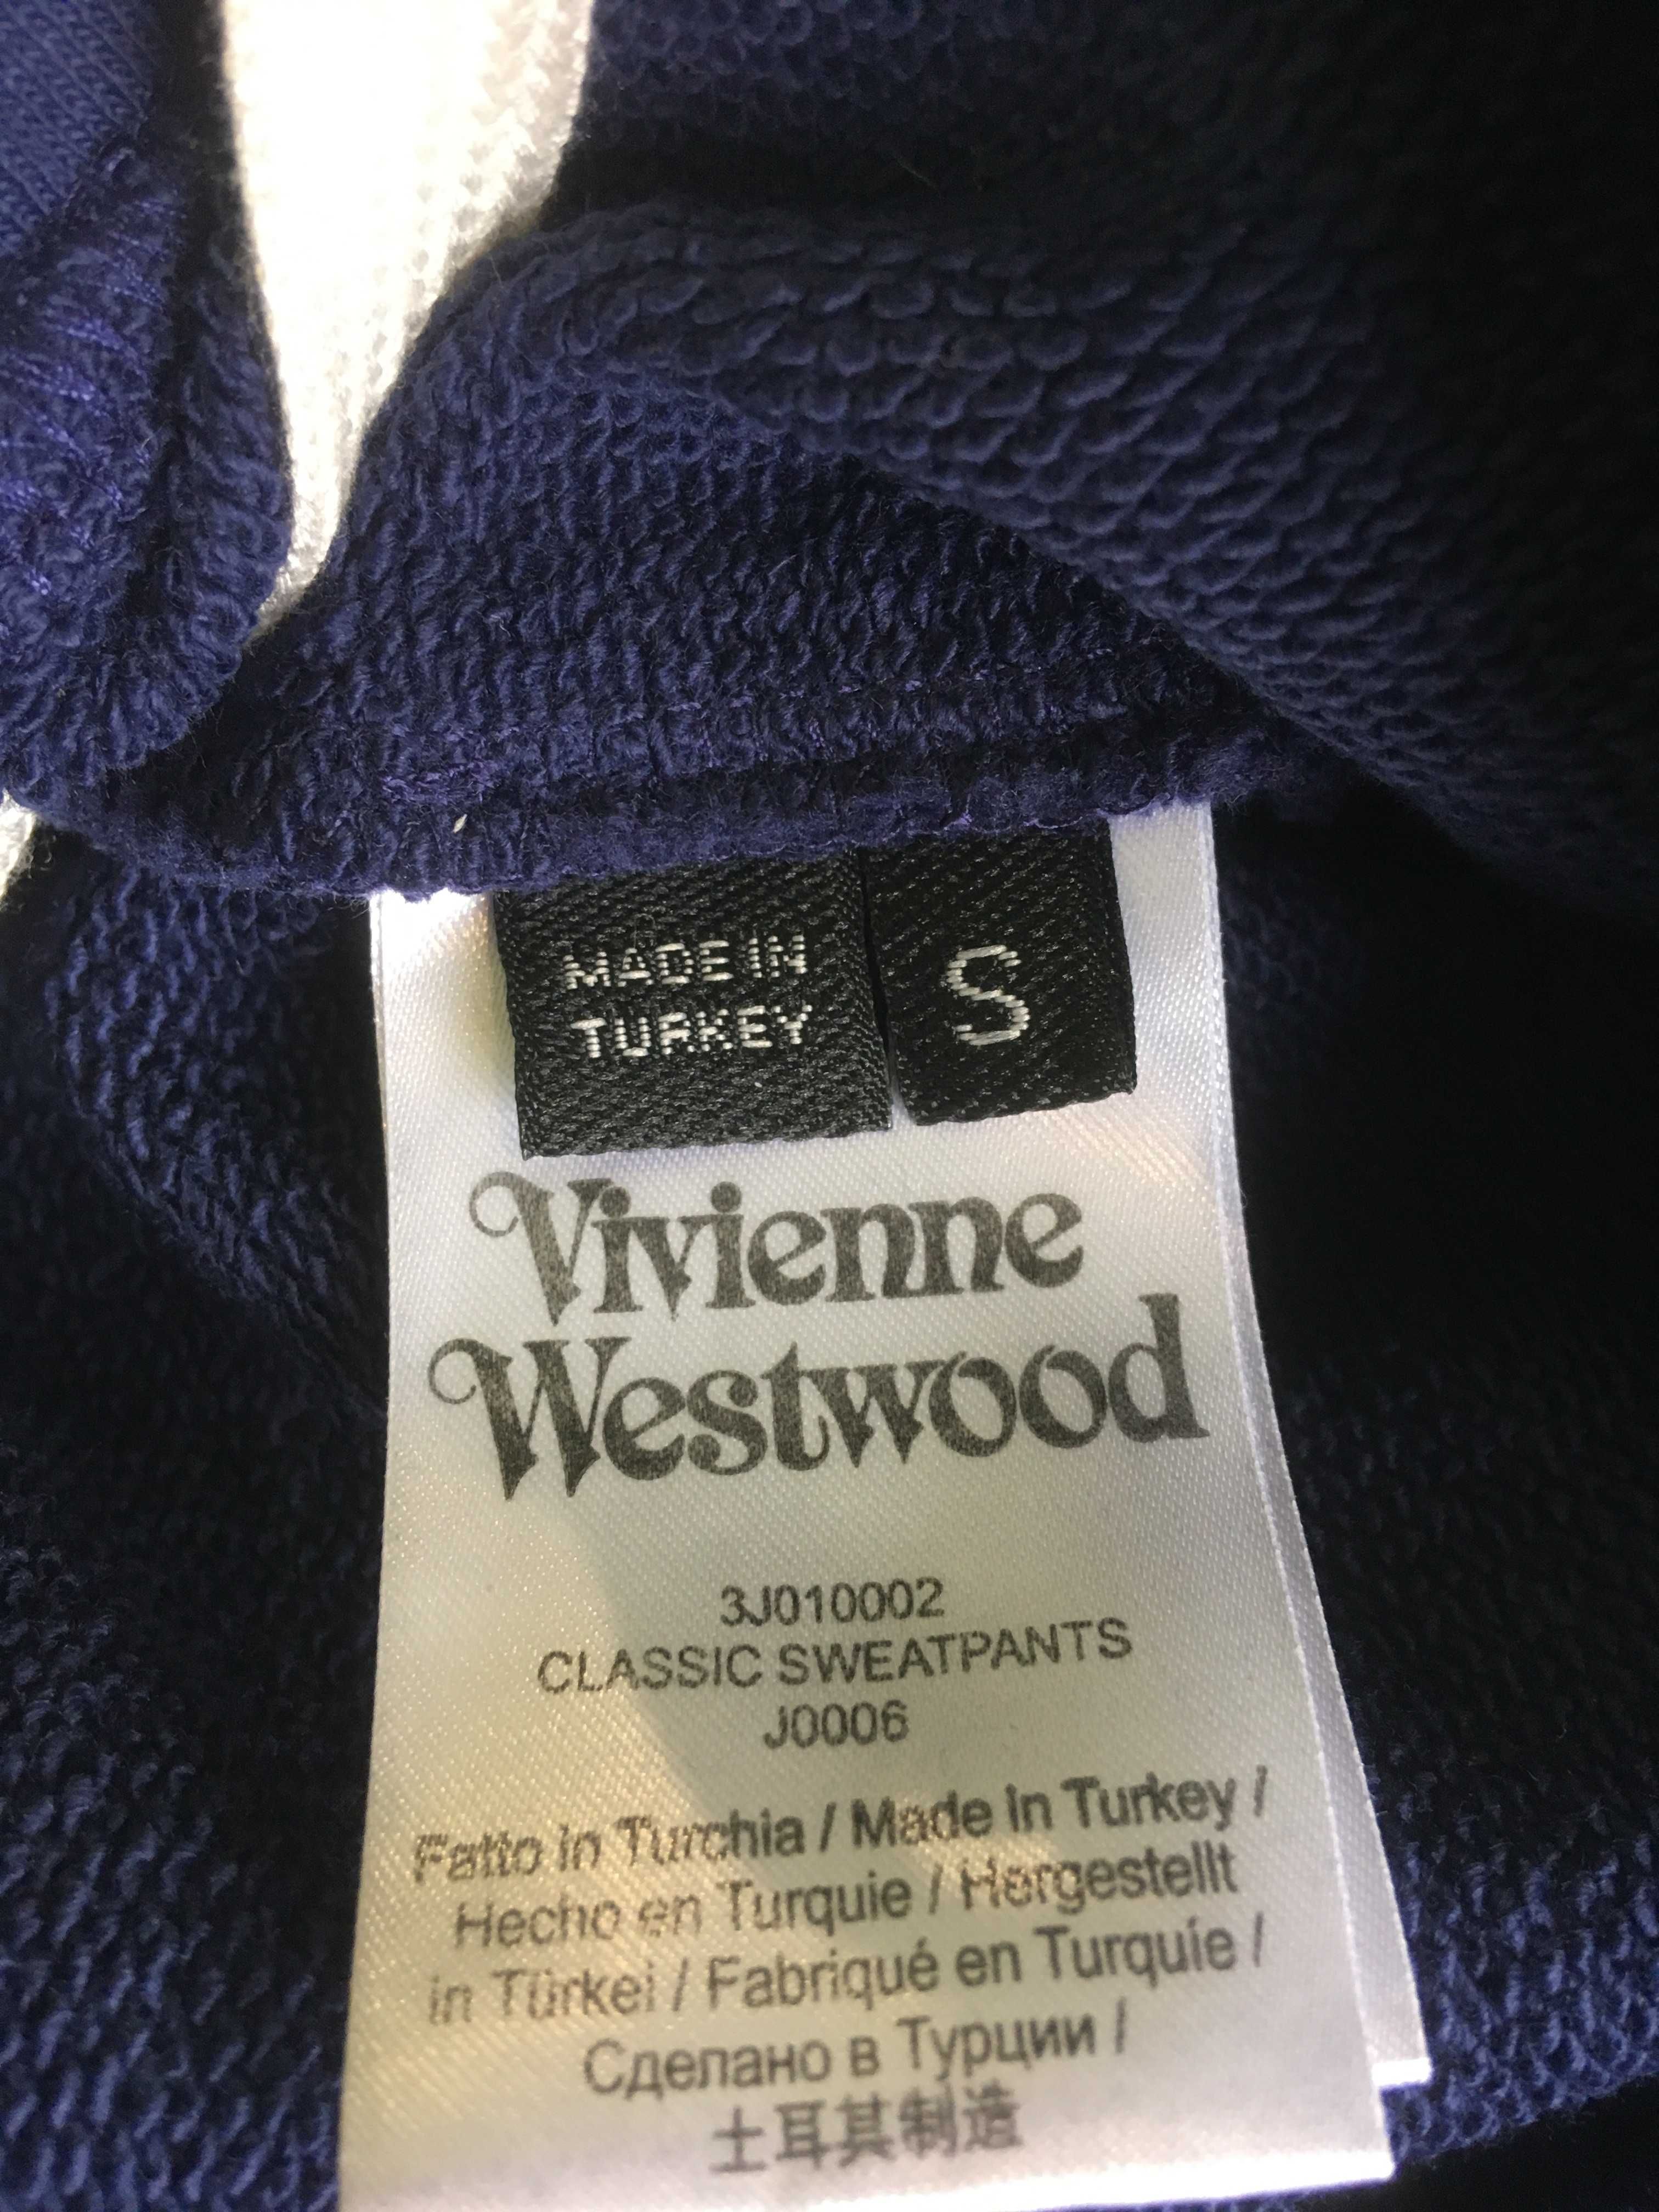 MADE IN
TURKEY
S
Vivienne
Westwood
3J010002
CLASSIC SWEATPANTS
J0006
Fatto in Turchia / Made in Turkey /
Hecho en Turquie / Hergestellt
in Türkei / Fabriqué en Turquie /
Сделано в Турции /
土耳其制造